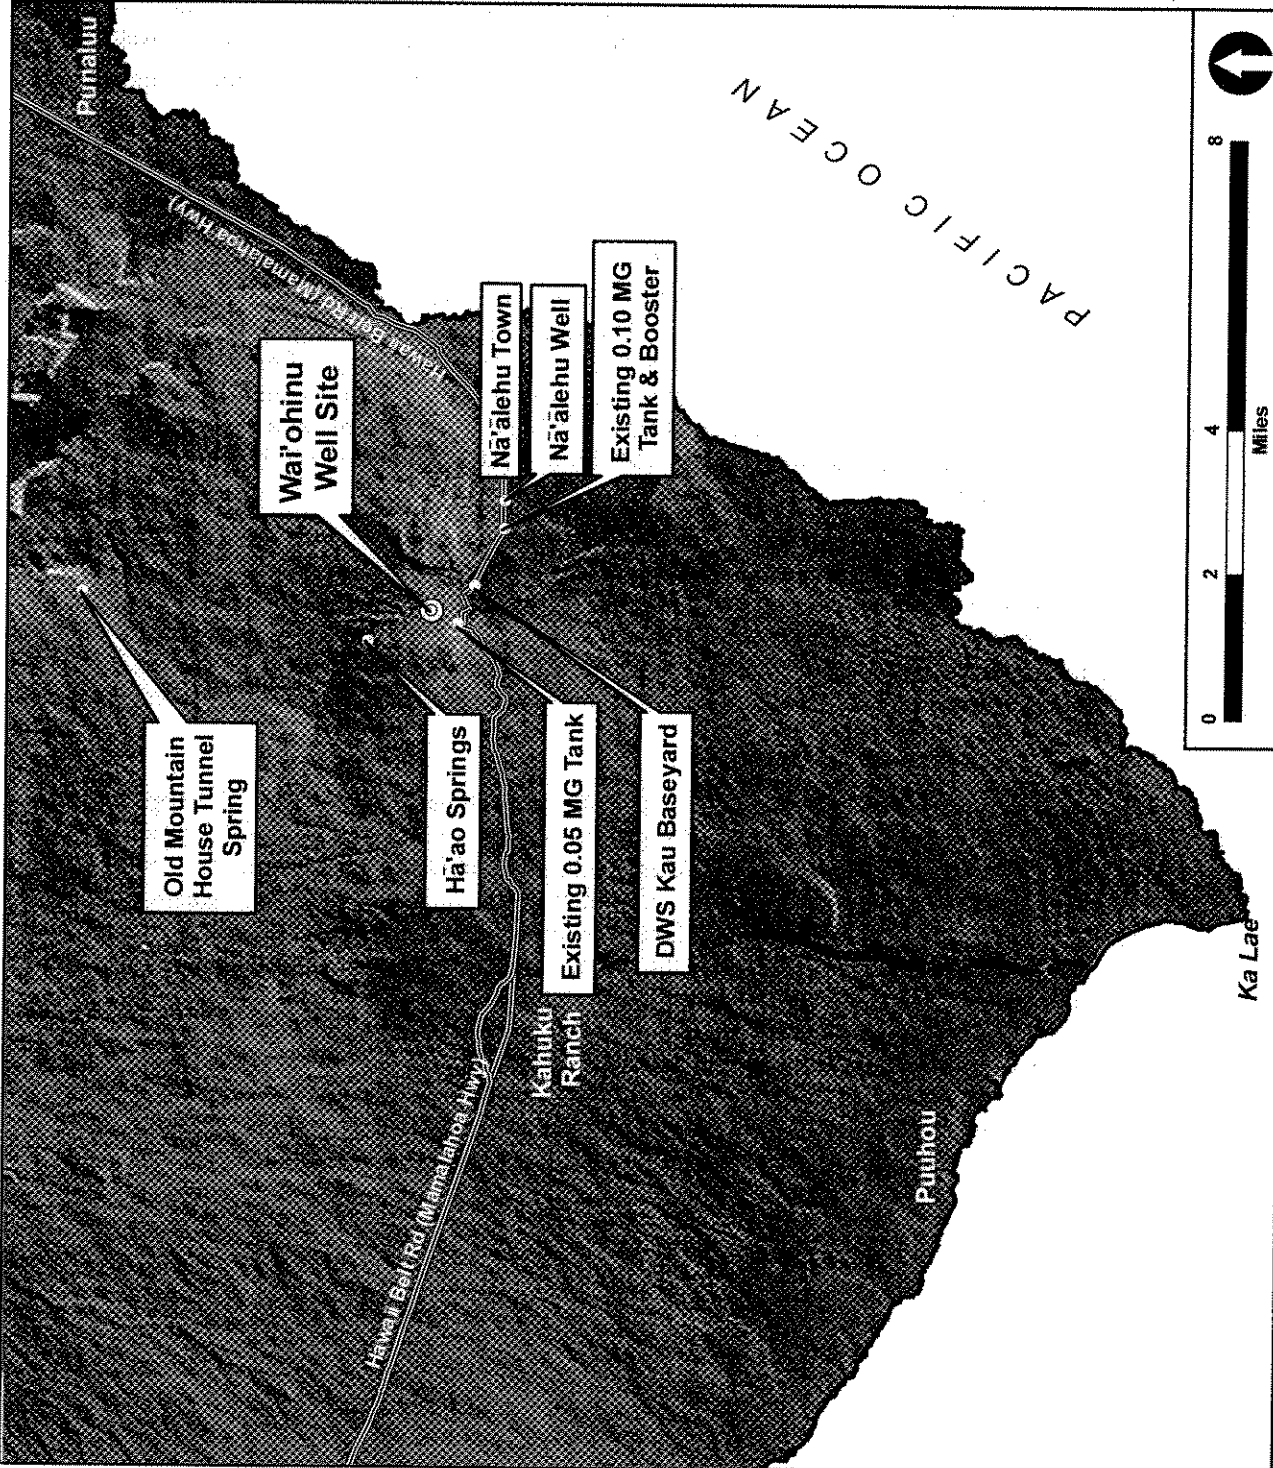 Punaluu
Hawaii Belt Rd (Mamalahoa Hwy)
PACIFIC OCEAN
Wai'ohinu
Well Site
Nā'ālehu Town
Nā'ālehu Well
Existing 0.10 MG
Tank & Booster
Old Mountain
House Tunnel
Spring
Hā'ao Springs
Existing 0.05 MG Tank
DWS Kau Baseyard
Kahuku
Ranch
Hawaii Belt Rd (Mamalahoa Hwy)
Puuhou
Ka Lae
0
2
4
8
Miles